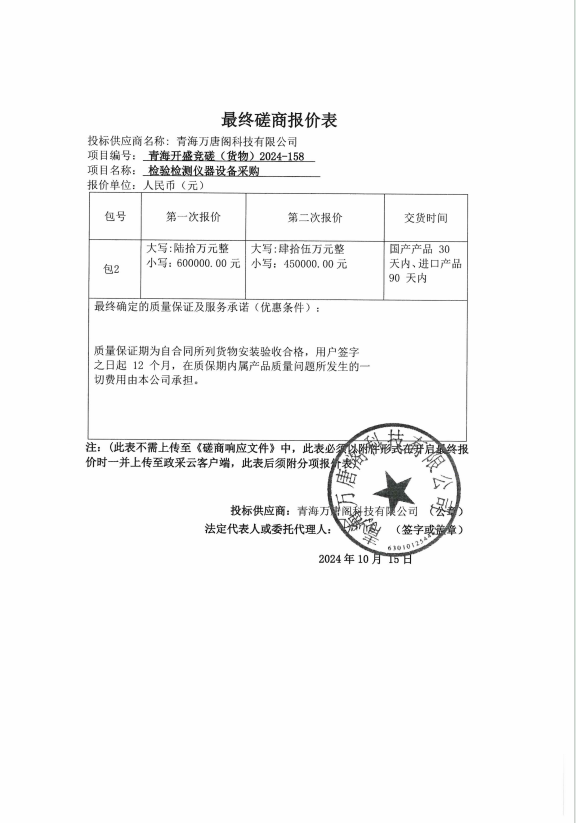 最终磋商报价表
投标供应商名称: 青海万唐阁科技有限公司
项目编号: 青海开盛竞磋（货物）2024-158
项目名称: 检验检测仪器设备采购
报价单位: 人民币（元）
包号 第一次报价 第二次报价 交货时间
包2
大写:陆拾万元整
小写: 600000.00 元
大写:肆拾伍万元整
小写: 450000.00 元
国产产品 30
天内、进口产品
90 天内
最终确定的质量保证及服务承诺（优惠条件）:
质量保证期为自合同所列货物安装验收合格，用户签字
之日起 12 个月，在质保期内属产品质量问题所发生的一
切费用由本公司承担。
注: (此表不需上传至《磋商响应文件》中，此表必须以附件形式在开启最终报
价时一并上传至政采云客户端，此表后须附分项报价表)
投标供应商: 青海万唐阁科技有限公司 （公章）
法定代表人或委托代理人: （签字或盖章）
2024 年 10 月 15 日
青海万唐阁科技有限公司